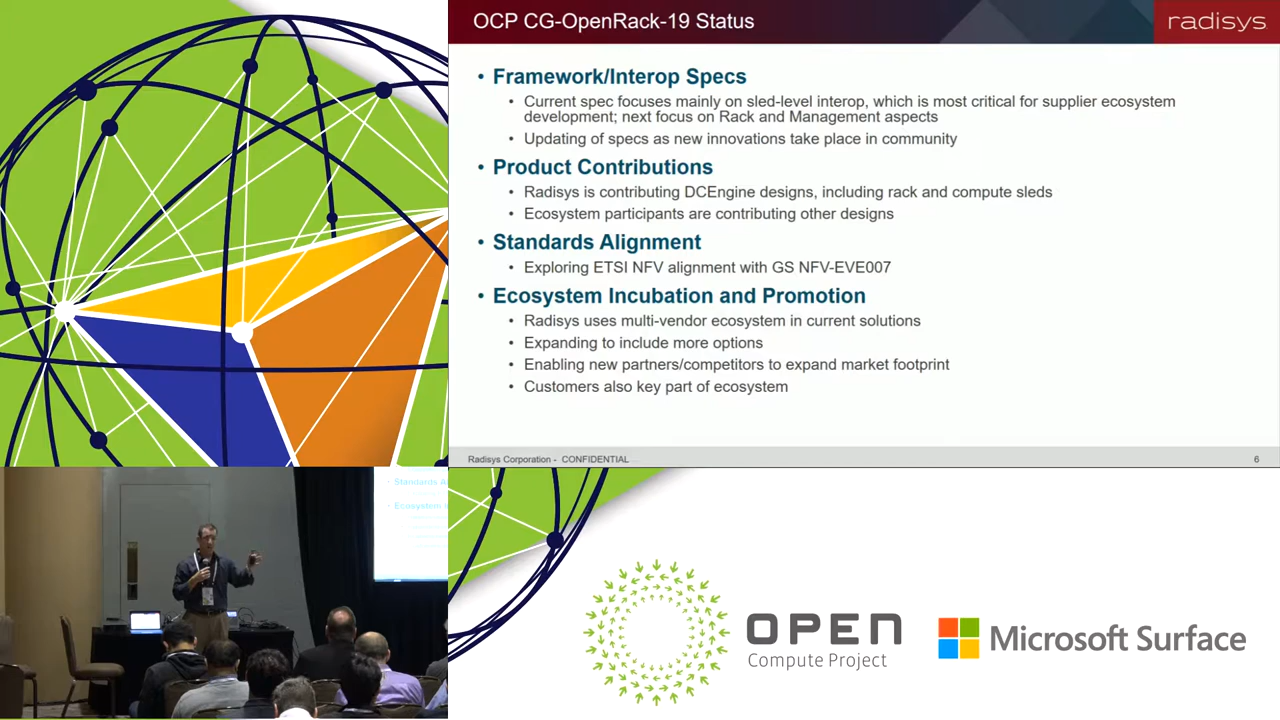 OCP CG-OpenRack-19 Status
radisys
• Framework/Interop Specs
• Current spec focuses mainly on sled-level interop, which is most critical for supplier ecosystem
development; next focus on Rack and Management aspects
• Updating of specs as new innovations take place in community
• Product Contributions
• Radisys is contributing DCEngine designs, including rack and compute sleds
• Ecosystem participants are contributing other designs
• Standards Alignment
• Exploring ETSI NFV alignment with GS NFV-EVE007
• Ecosystem Incubation and Promotion
• Radisys uses multi-vendor ecosystem in current solutions
• Expanding to include more options
• Enabling new partners/competitors to expand market footprint
• Customers also key part of ecosystem
Radisys Corporation - CONFIDENTIAL
6
• Standards A
• Ecosystem I
OPEN
Compute Project
Microsoft Surface